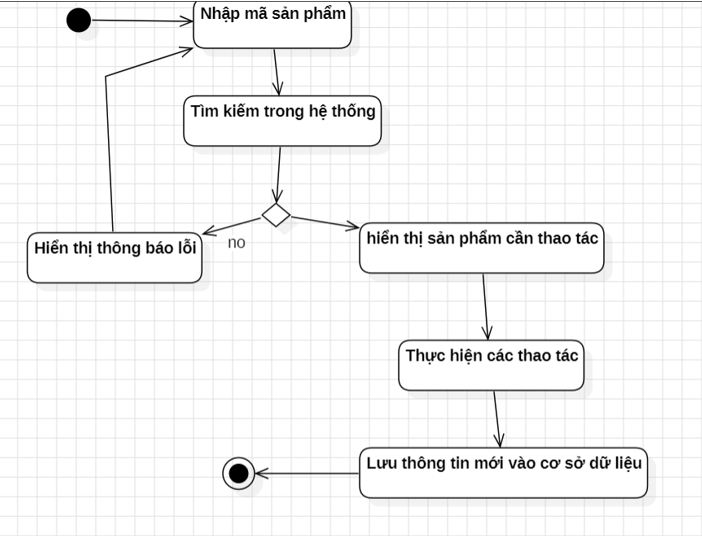 Nhập mã sản phẩm
Tìm kiếm trong hệ thống
Hiển thị thông báo lỗi
no
hiển thị sản phẩm cần thao tác
Thực hiện các thao tác
Lưu thông tin mới vào cơ sở dữ liệu